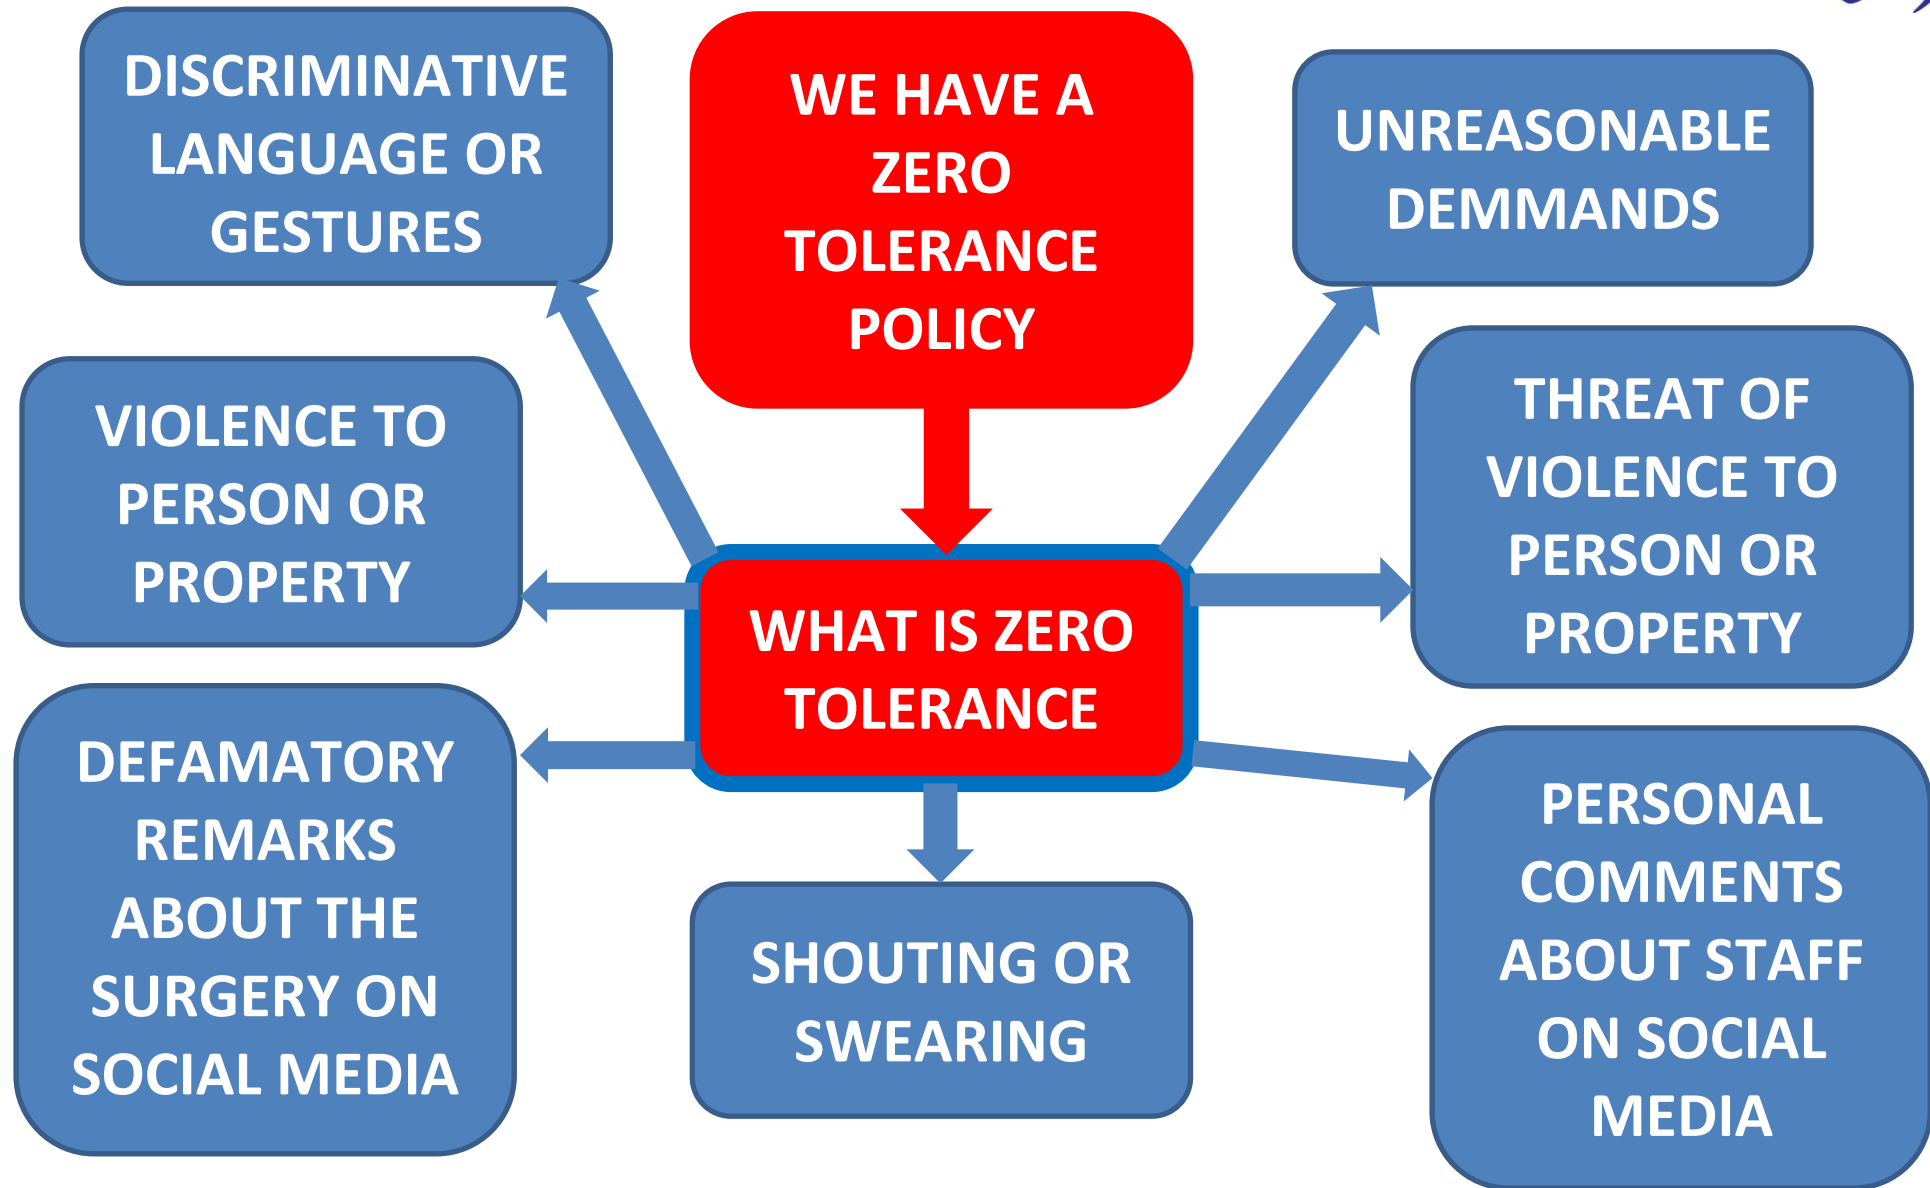 DISCRIMINATIVE
LANGUAGE OR
GESTURES
WE HAVE A
ZERO
TOLERANCE
POLICY
UNREASONABLE
DEMMANDS
VIOLENCE TO
PERSON OR
PROPERTY
THREAT OF
VIOLENCE TO
PERSON OR
PROPERTY
WHAT IS ZERO
TOLERANCE
DEFAMATORY
REMARKS
ABOUT THE
SURGERY ON
SOCIAL MEDIA
SHOUTING OR
SWEARING
PERSONAL
COMMENTS
ABOUT STAFF
ON SOCIAL
MEDIA